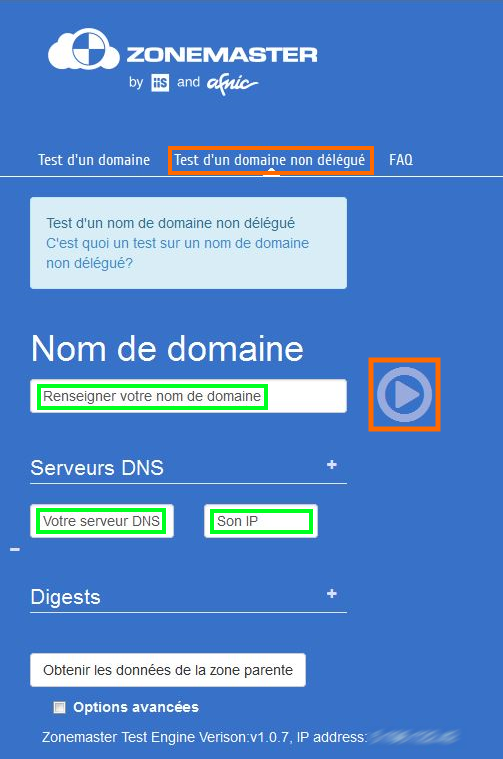 ZONEMASTER
by iis and afnic
Test d'un domaine Test d'un domaine non délégué FAQ
Test d'un nom de domaine non délégué
C'est quoi un test sur un nom de domaine
non délégué?
Nom de domaine
Renseigner votre nom de domaine
Serveurs DNS +
Votre serveur DNS Son IP
Digests +
Obtenir les données de la zone parente
Options avancées
Zonemaster Test Engine Verison:v1.0.7, IP address: